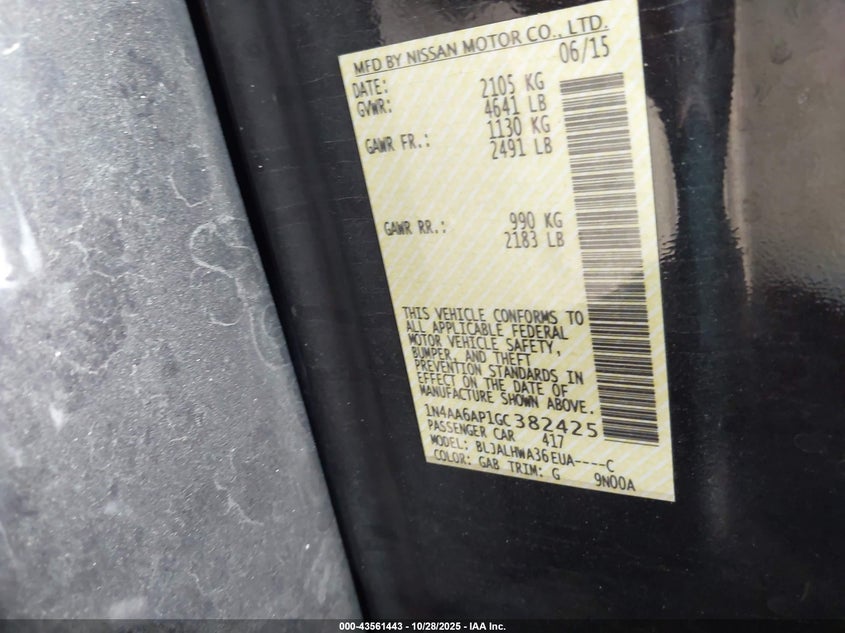 MFD BY NISSAN MOTOR CO., LTD.
DATE: 06/15
GVWR: 2105 KG
4641 LB
GAWR FR.: 1130 KG
2491 LB
GAWR RR.: 990 KG
2183 LB
THIS VEHICLE CONFORMS TO
ALL APPLICABLE FEDERAL
MOTOR VEHICLE SAFETY,
BUMPER, AND THEFT
PREVENTION STANDARDS IN
EFFECT ON THE DATE OF
MANUFACTURE SHOWN ABOVE.
1N4AA6AP1GC382425
PASSENGER CAR 417
MODEL: BLJALHWA36EUA----C
COLOR: GAB TRIM: G 9N00A
000-43561443 - 10/28/2025 - IAA Inc.